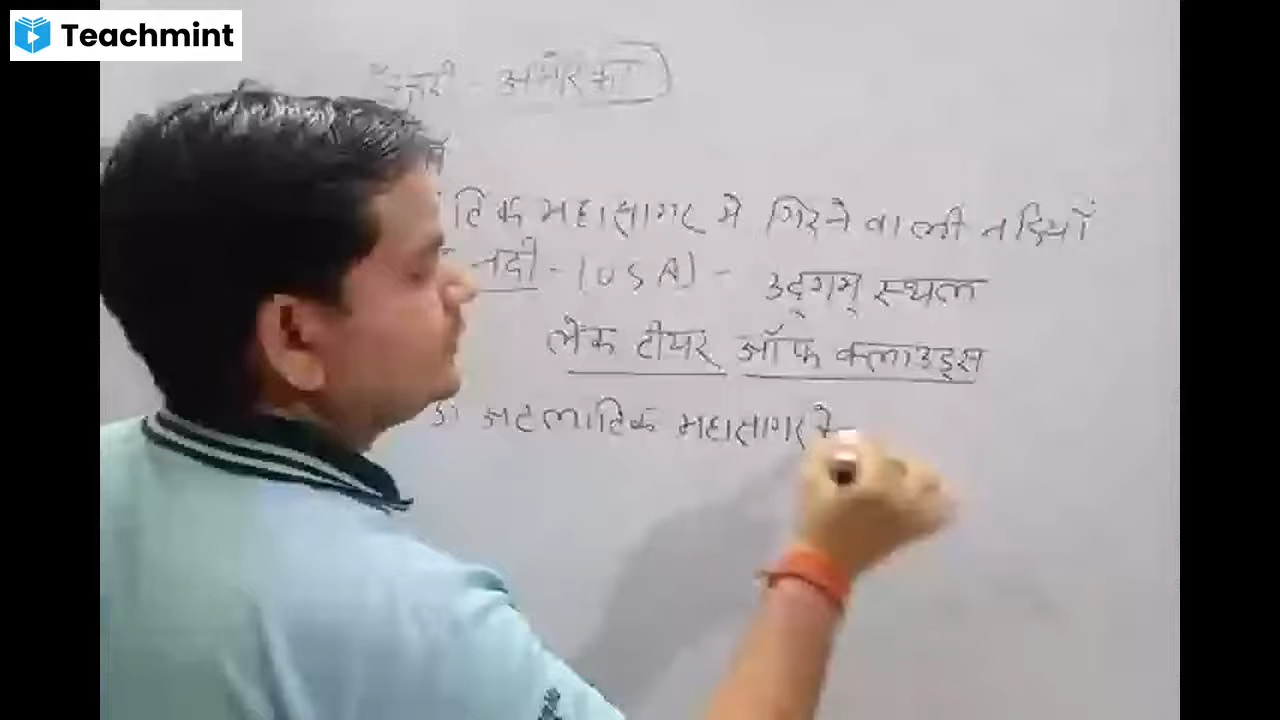 Teachmint
नदी - अमेरिका
टिक महासागर मे गिरने वाली नदियाँ
नदी - (USA) - उद्गम् स्थल
लेक टीयर ऑफ क्लाउड्स
अटलाटिक महासागर मे